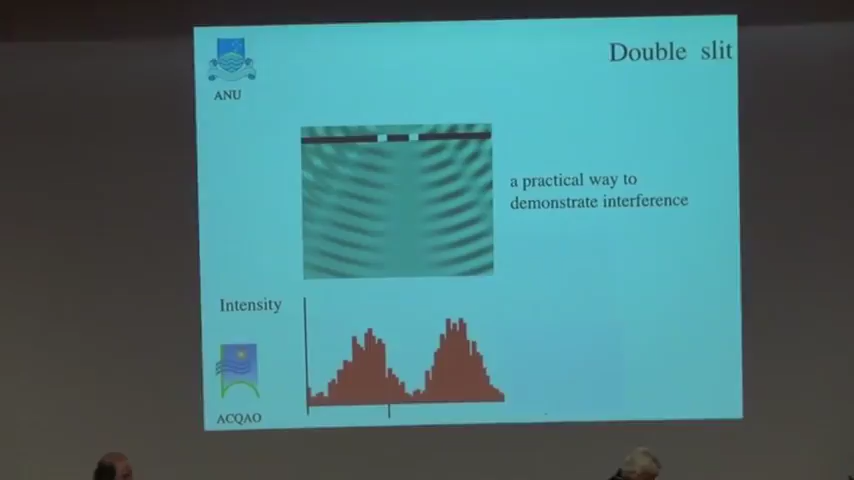 ANU
Double slit
a practical way to
demonstrate interference
Intensity
ACQAO